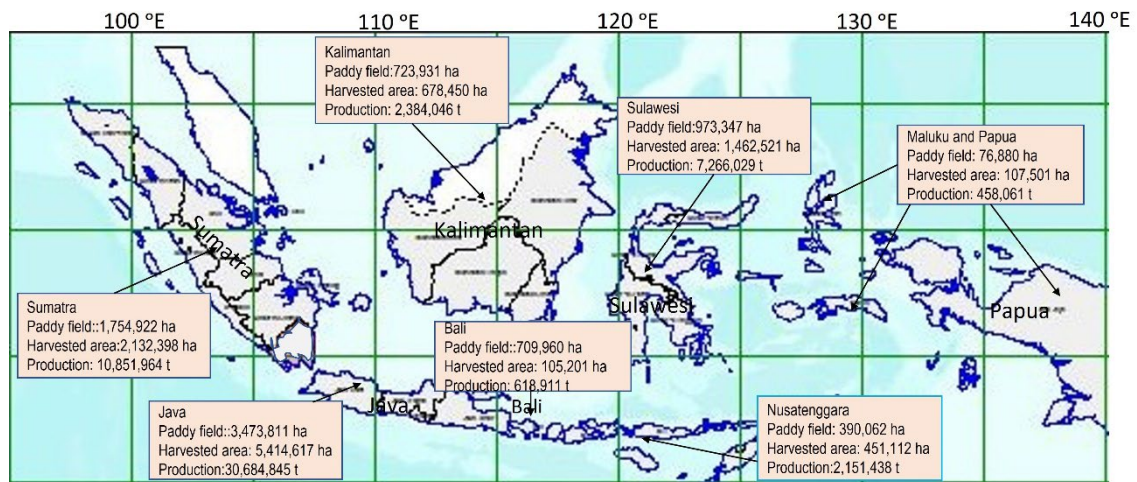 100 °E
110 °E
120 °E
130 °E
140 °E
Kalimantan
Paddy field:723,931 ha
Harvested area: 678,450 ha
Production: 2,384,046 t
Sulawesi
Paddy field:973,347 ha
Harvested area: 1,462,521 ha
Production: 7,266,029 t
Maluku and Papua
Paddy field: 76,880 ha
Harvested area: 107,501 ha
Production: 458,061 t
Sumatra
Kalimantan
Sulawesi
Papua
Sumatra
Paddy field::1,754,922 ha
Harvested area:2,132,398 ha
Production: 10,851,964 t
Bali
Paddy field::709,960 ha
Harvested area: 105,201 ha
Production: 618,911 t
Java
Bali
Java
Paddy field::3,473,811 ha
Harvested area: 5,414,617 ha
Production:30,684,845 t
Nusatenggara
Paddy field: 390,062 ha
Harvested area: 451,112 ha
Production:2,151,438 t